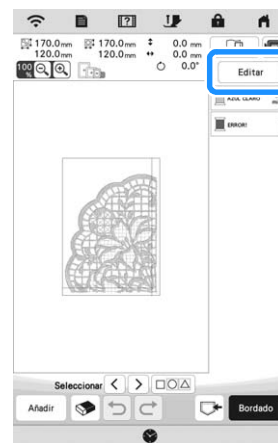 170.0mm 170.0mm 0.0 mm
120.0mm 120.0mm 0.0 mm
100% 0.0°
Editar
AZUL CLARO
ERROR!
Seleccionar
Añadir Bordado